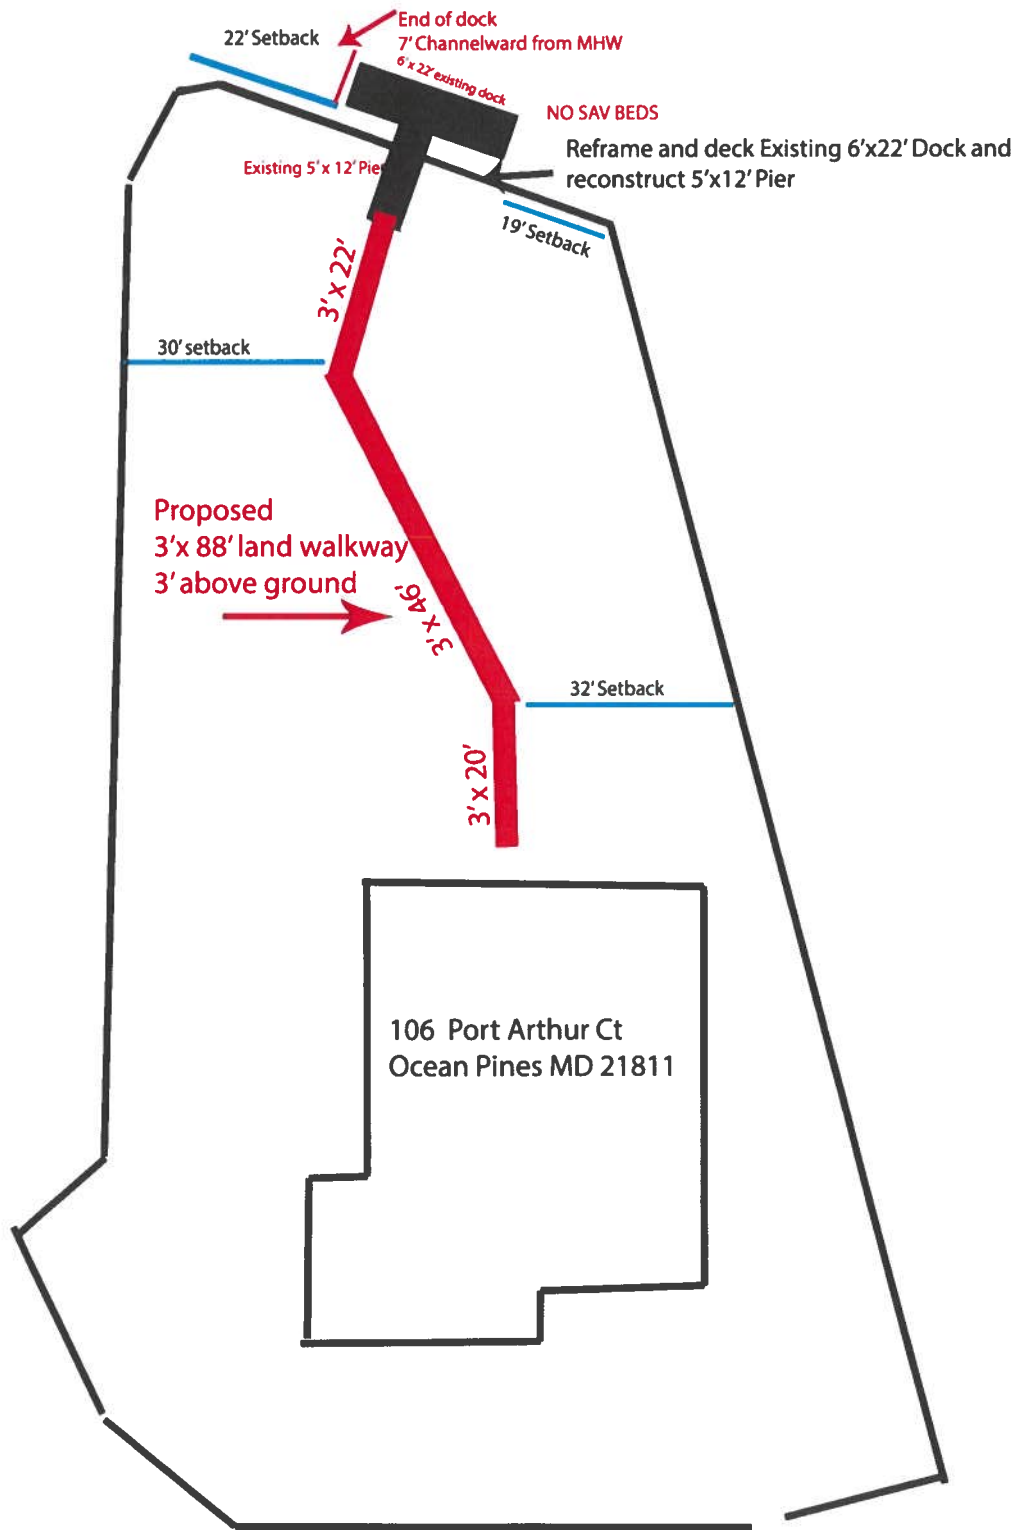 End of dock
22' Setback
7' Channelward from MHW
6' x 22' existing dock
NO SAV BEDS
Reframe and deck Existing 6'x22' Dock and
reconstruct 5'x12' Pier
Existing 5' x 12' Pie
19' Setback
3' x 22'
30' setback
Proposed
3'x 88' land walkway
3' above ground
3' x 46'
32' Setback
3' x 20'
106 Port Arthur Ct
Ocean Pines MD 21811